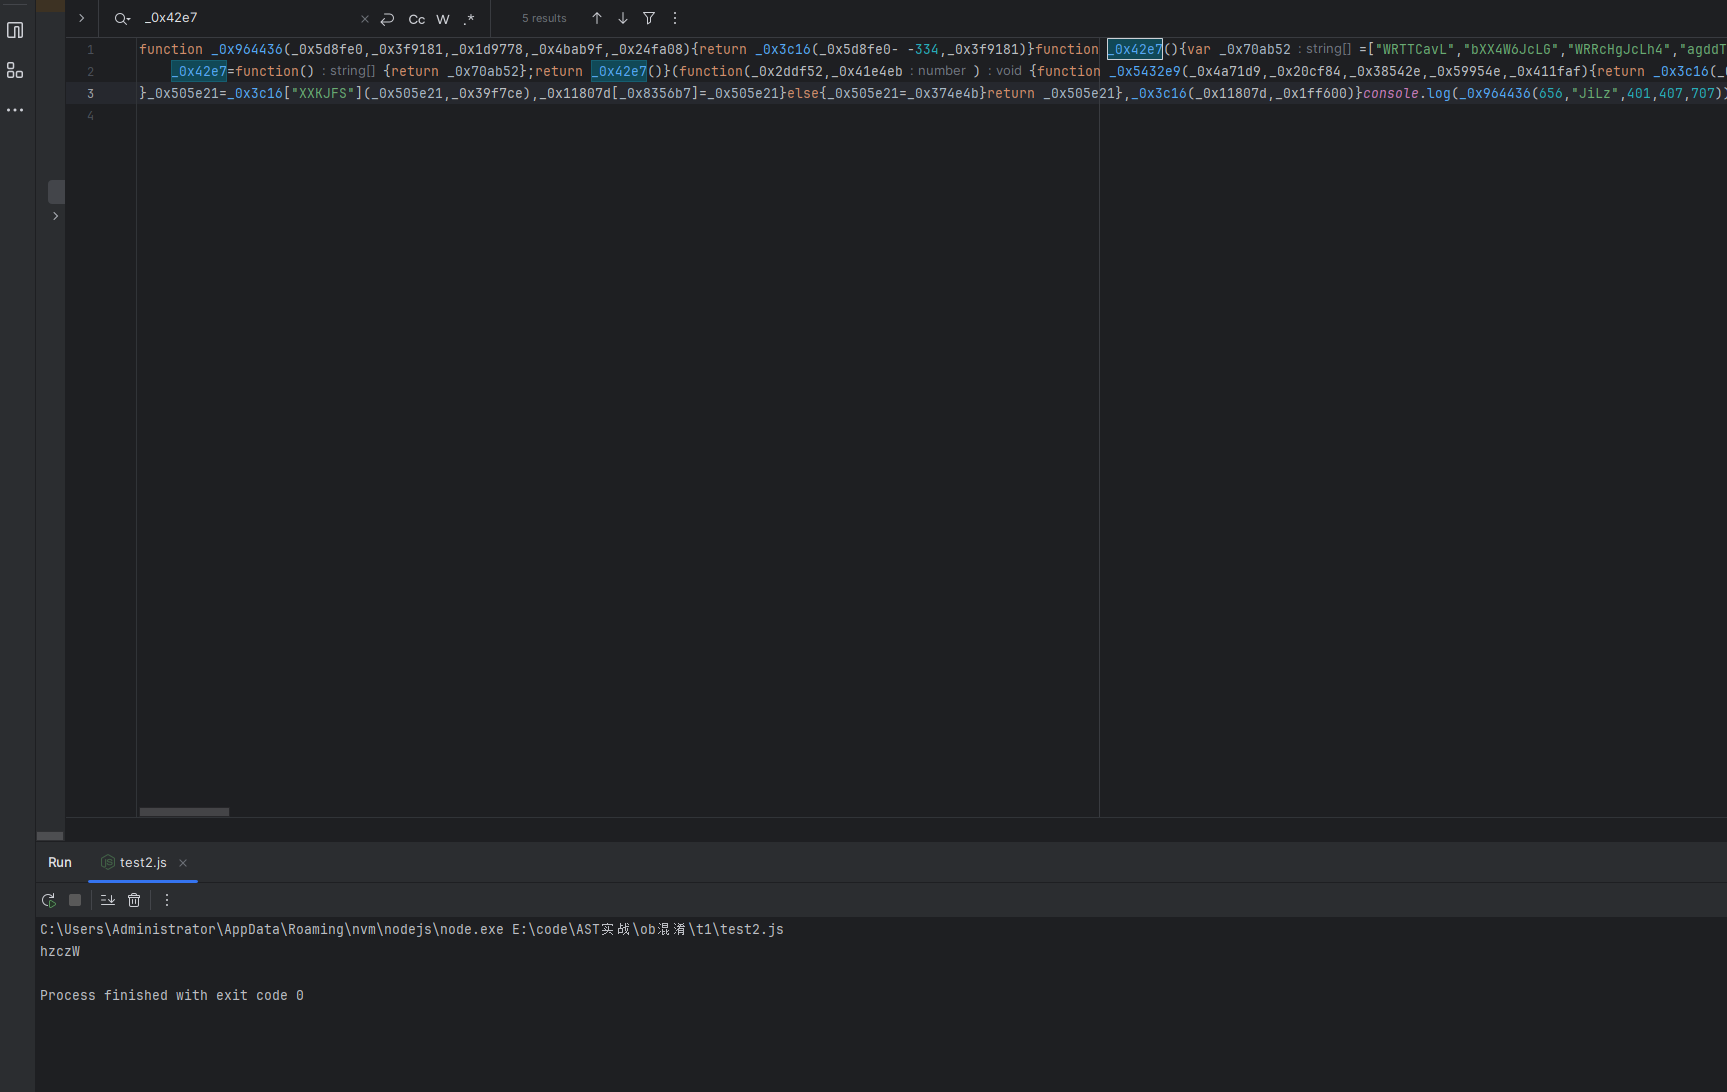 _0x42e7
Cc W .* 5 results
1 function _0x964436(_0x5d8fe0,_0x3f9181,_0x1d9778,_0x4bab9f,_0x24fa08){return _0x3c16(_0x5d8fe0- -334,_0x3f9181)}function _0x42e7(){var _0x70ab52 : string[] =["WRTTCavL","bXX4W6JcLG","WRRcHgJcLh4","agddT
2 _0x42e7=function() : string[] {return _0x70ab52};return _0x42e7()}(function(_0x2ddf52,_0x41e4eb : number ) : void {function _0x5432e9(_0x4a71d9,_0x20cf84,_0x38542e,_0x59954e,_0x411faf){return _0x3c16(_
3 }_0x505e21=_0x3c16["XXKJFS"](_0x505e21,_0x39f7ce),_0x11807d[_0x8356b7]=_0x505e21}else{_0x505e21=_0x374e4b}return _0x505e21},_0x3c16(_0x11807d,_0x1ff600)}console.log(_0x964436(656,"JiLz",401,407,707))
4
Run test2.js
C:\Users\Administrator\AppData\Roaming\nvm\nodejs\node.exe E:\code\AST实战\ob混淆\t1\test2.js
hzczW
Process finished with exit code 0